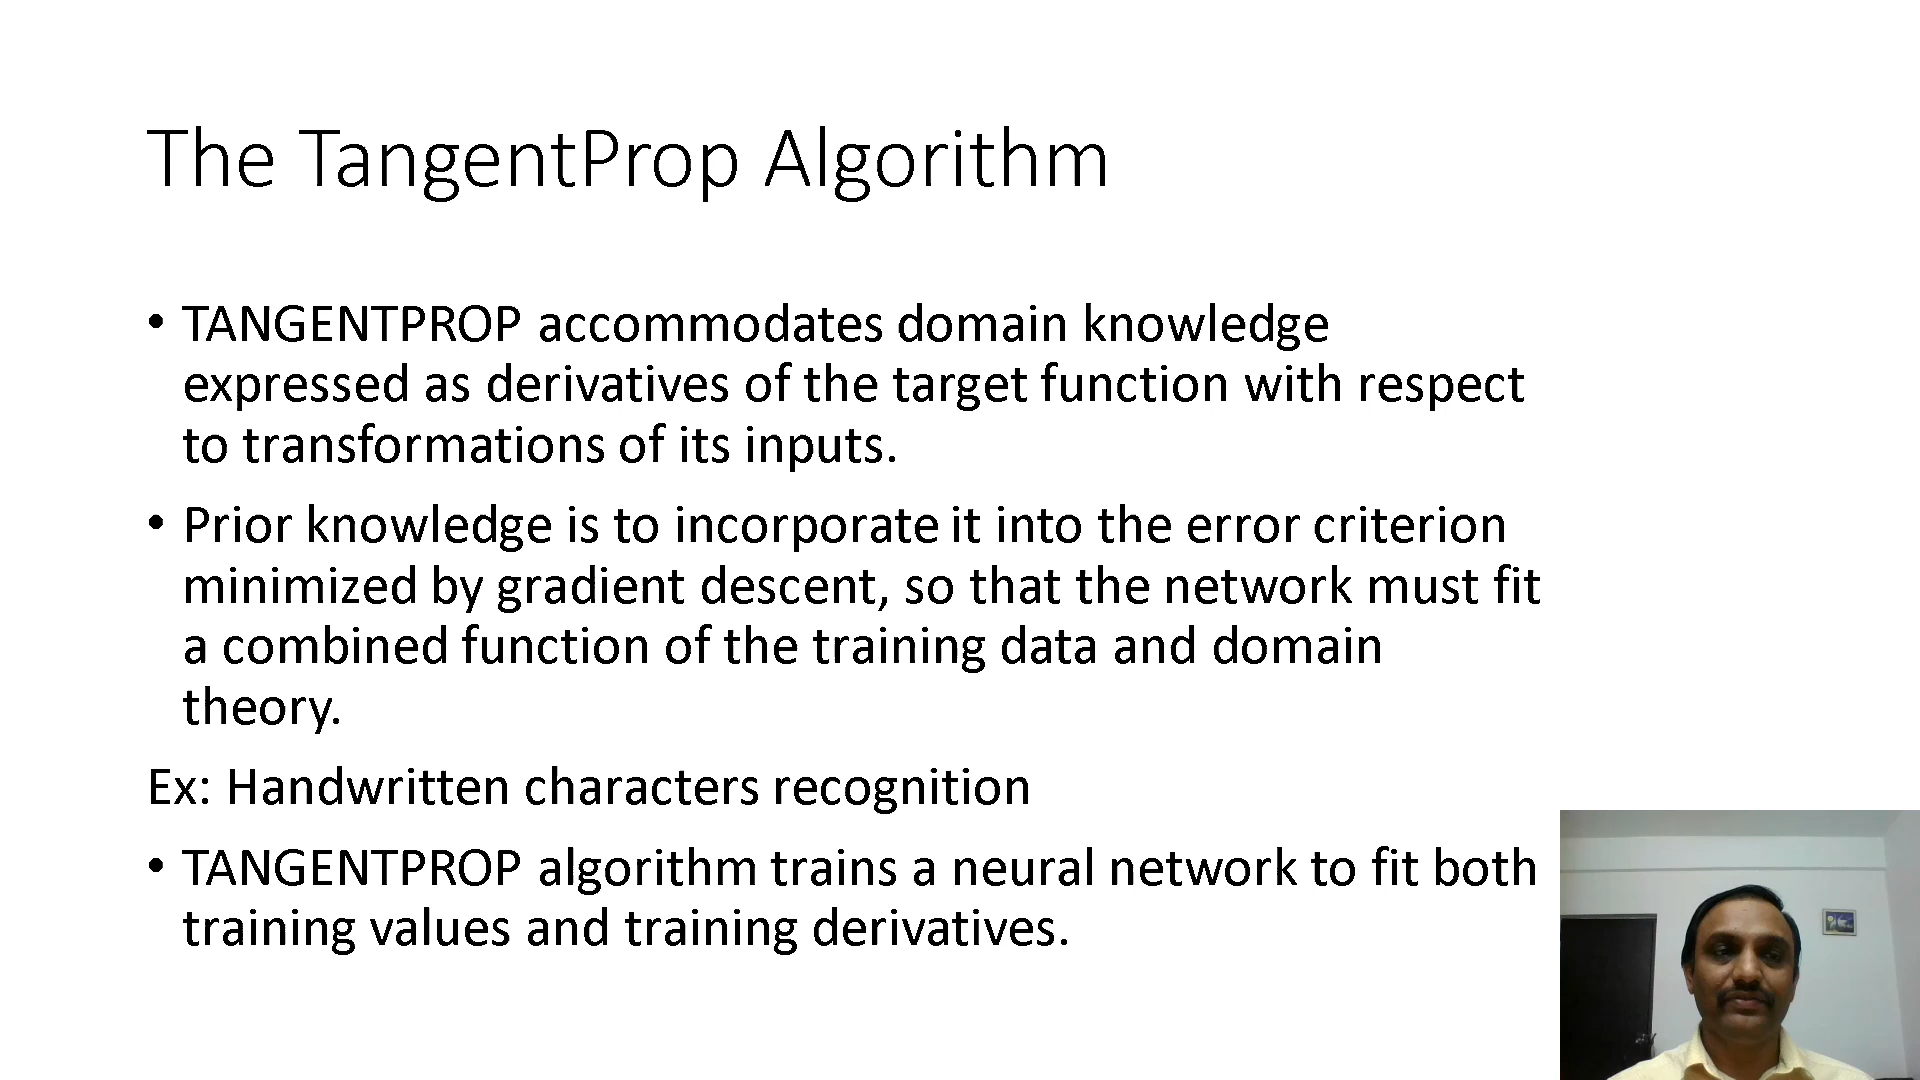 The TangentProp Algorithm
• TANGENTPROP accommodates domain knowledge
expressed as derivatives of the target function with respect
to transformations of its inputs.
• Prior knowledge is to incorporate it into the error criterion
minimized by gradient descent, so that the network must fit
a combined function of the training data and domain
theory.
Ex: Handwritten characters recognition
• TANGENTPROP algorithm trains a neural network to fit both
training values and training derivatives.